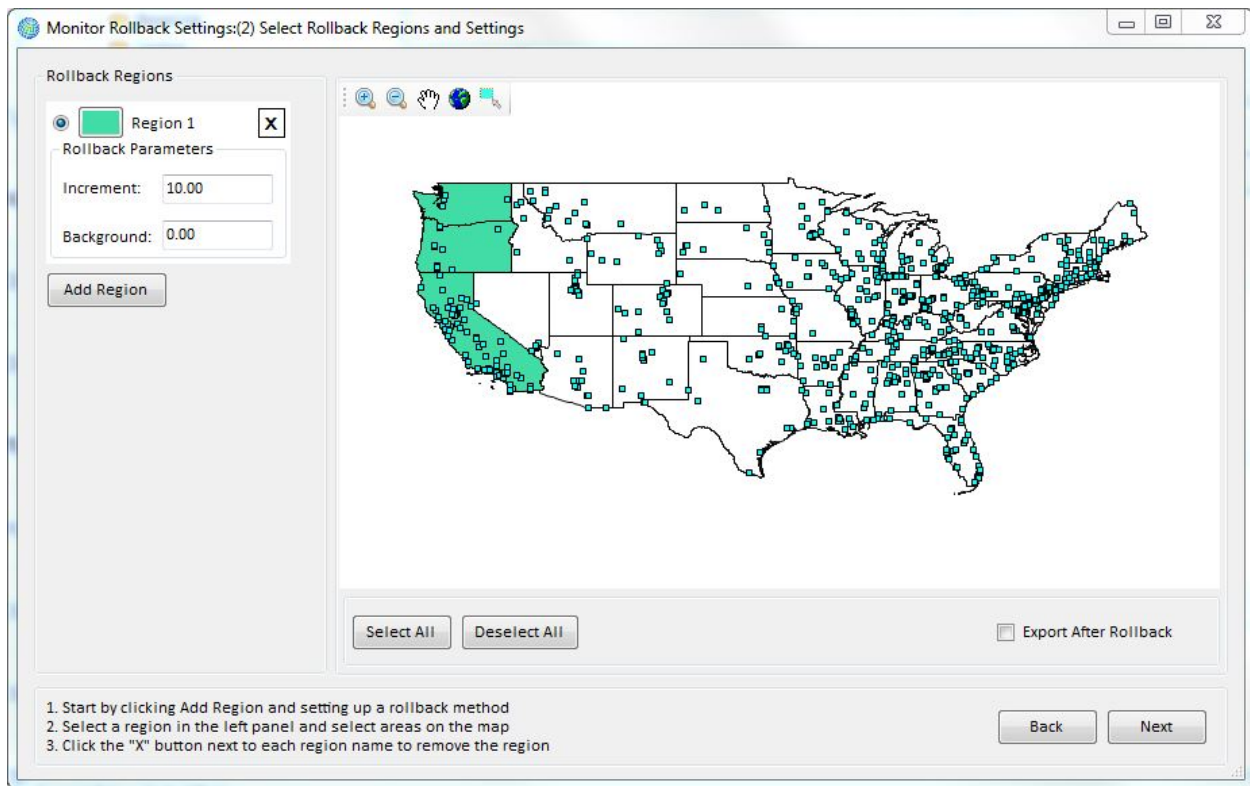 Monitor Rollback Settings:(2) Select Rollback Regions and Settings
Rollback Regions
Region 1
X
Rollback Parameters
Increment: 10.00
Background: 0.00
Add Region
Select All
Deselect All
Export After Rollback
1. Start by clicking Add Region and setting up a rollback method
2. Select a region in the left panel and select areas on the map
3. Click the "X" button next to each region name to remove the region
Back
Next